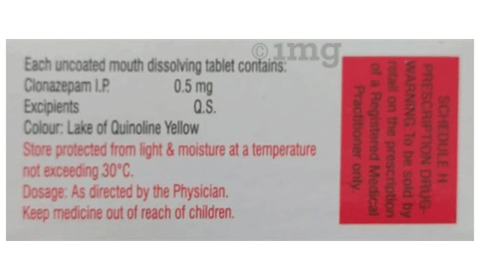 ©1mg
Each uncoated mouth dissolving tablet contains:
Clonazepam I.P. 0.5 mg
Excipients Q.S.
Colour: Lake of Quinoline Yellow
Store protected from light & moisture at a temperature
not exceeding 30°C.
Dosage: As directed by the Physician.
Keep medicine out of reach of children.
SCHEDULE H
PRESCRIPTION DRUG-
WARNING To be sold by
retail on the prescription
of a Registered Medical
Practitioner only